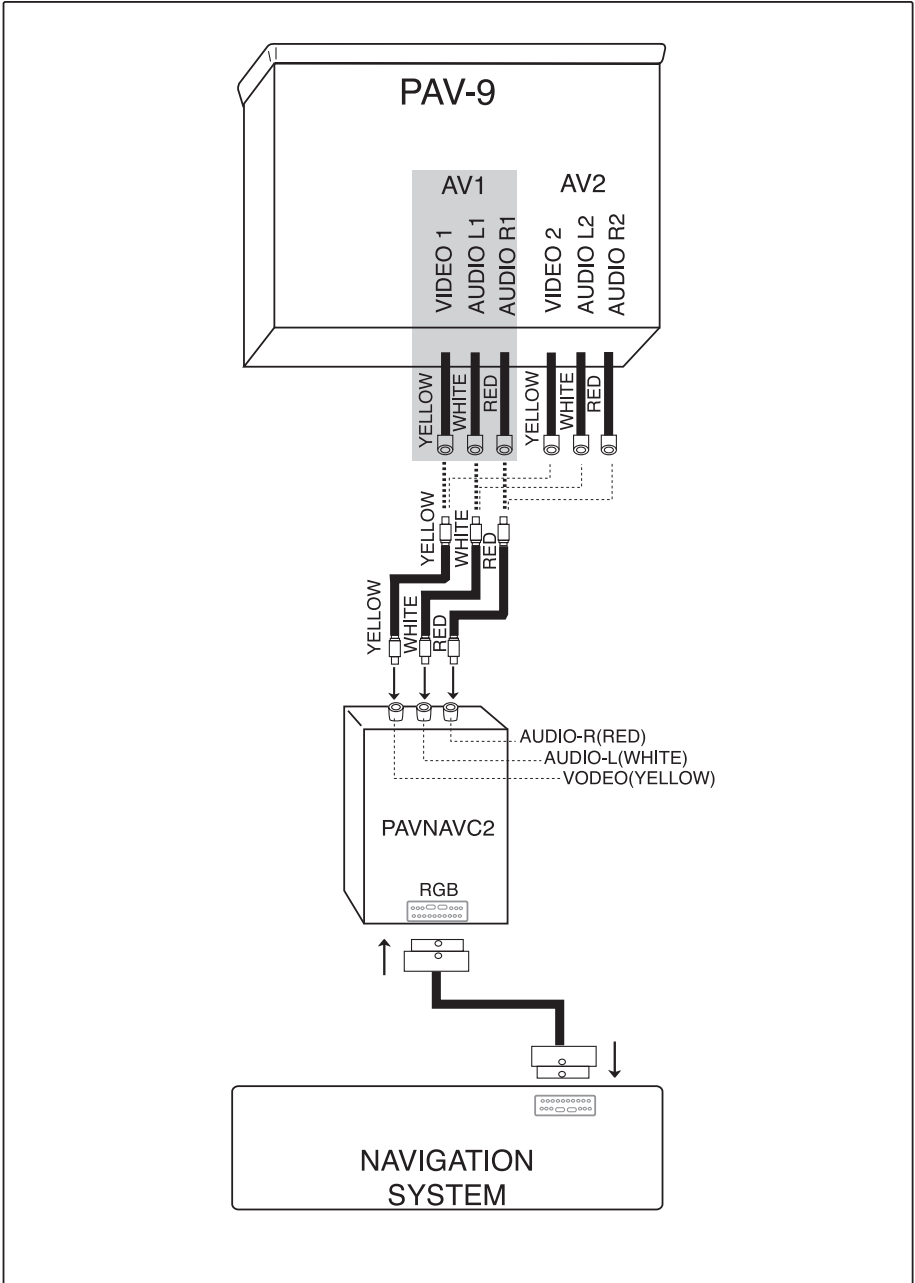 PAV-9
AV1
AV2
VIDEO 1
AUDIO L1
AUDIO R1
VIDEO 2
AUDIO L2
AUDIO R2
YELLOW
WHITE
RED
YELLOW
WHITE
RED
YELLOW
WHITE
RED
YELLOW
WHITE
RED
AUDIO-R(RED)
AUDIO-L(WHITE)
VODEO(YELLOW)
PAVNAVC2
RGB
NAVIGATION
SYSTEM